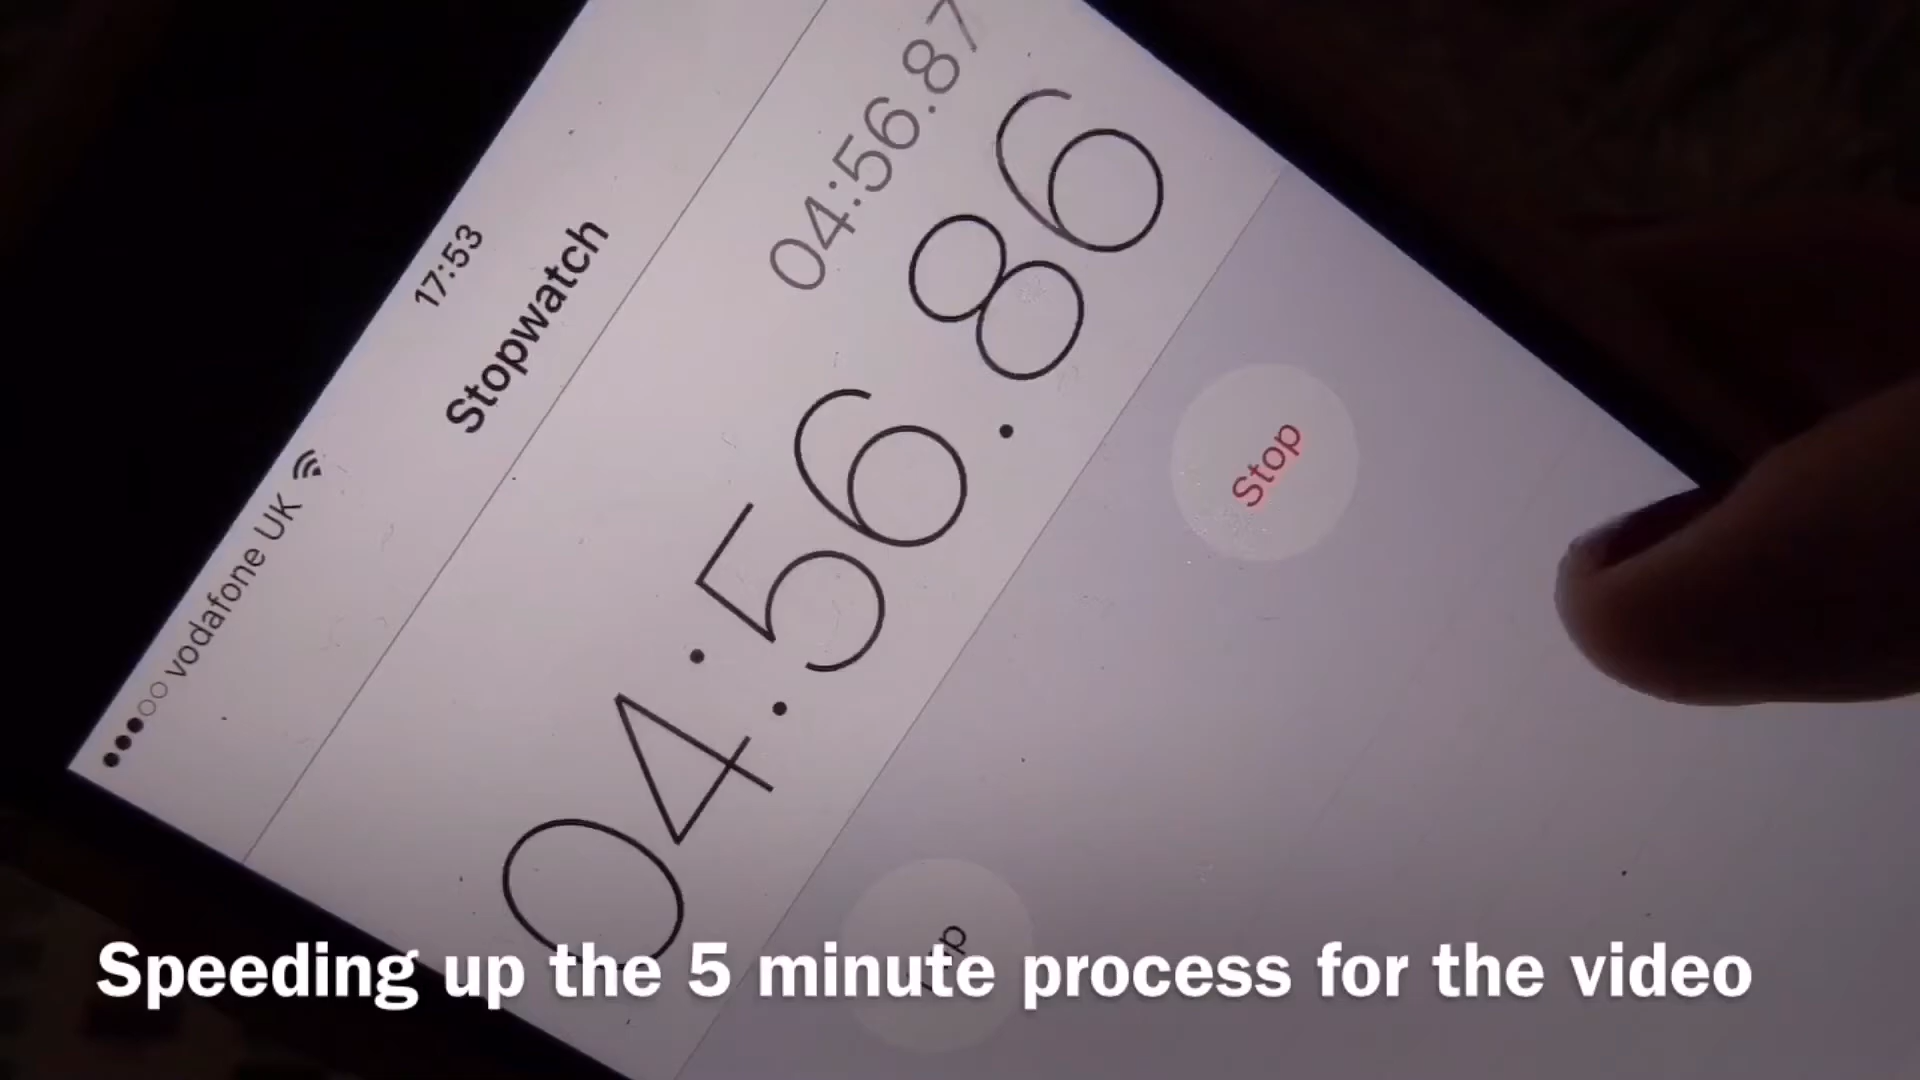 vodafone UK
17:53
Stopwatch
04:56.87
04:56.86
Stop
Speeding up the 5 minute process for the video